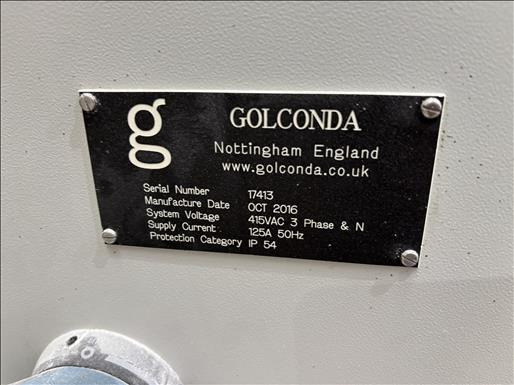 g
GOLCONDA
Nottingham England
www.golconda.co.uk
Serial Number 17413
Manufacture Date OCT 2016
System Voltage 415VAC 3 Phase & N
Supply Current 125A 50Hz
Protection Category IP 54